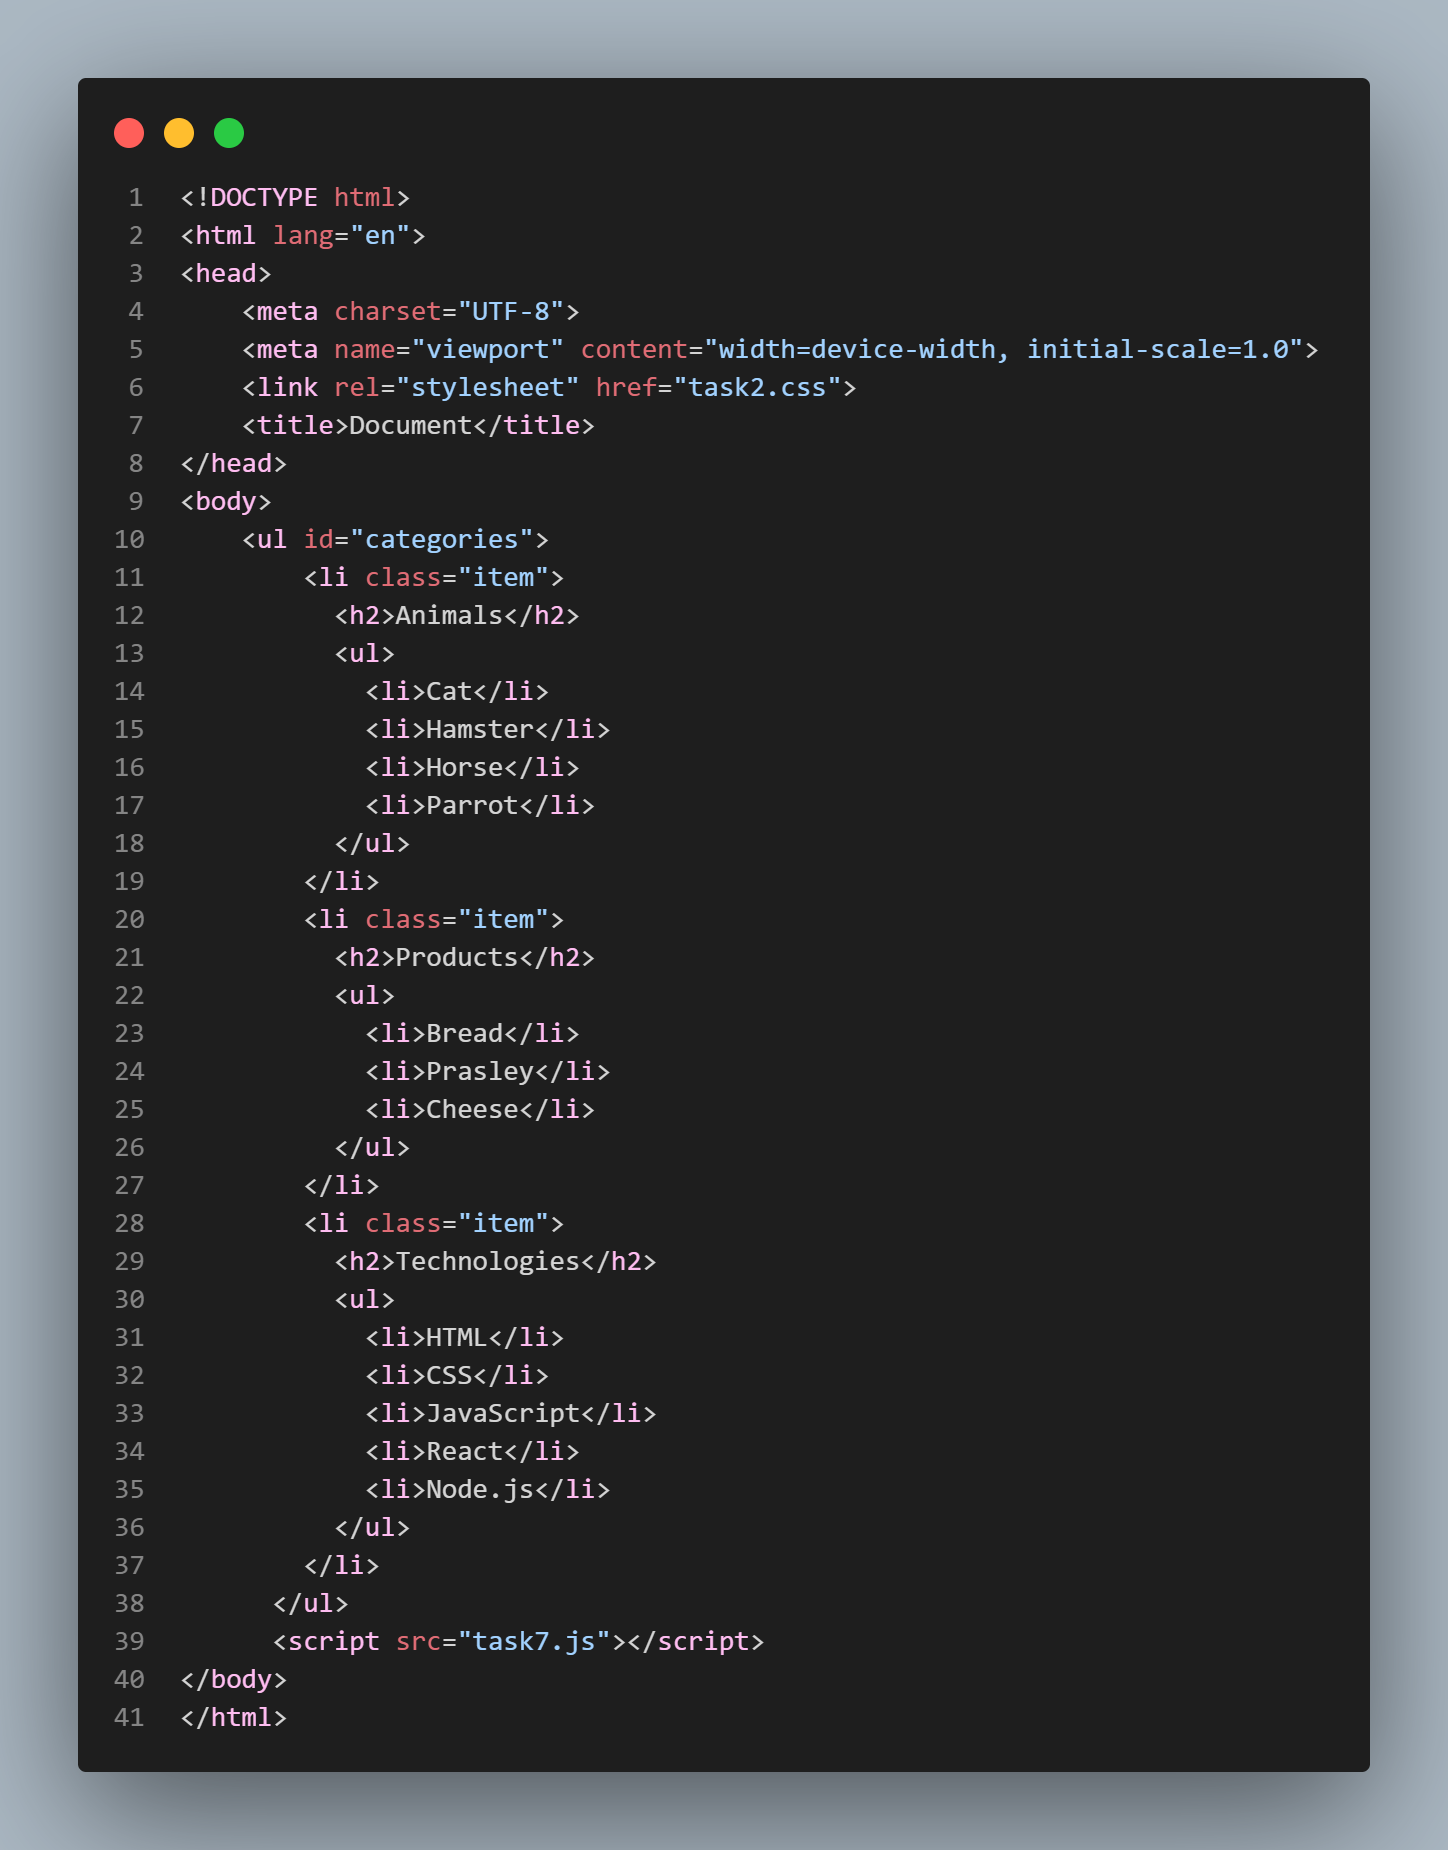 1 <!DOCTYPE html>
2 <html lang="en">
3 <head>
4     <meta charset="UTF-8">
5     <meta name="viewport" content="width=device-width, initial-scale=1.0">
6     <link rel="stylesheet" href="task2.css">
7     <title>Document</title>
8 </head>
9 <body>
10     <ul id="categories">
11         <li class="item">
12           <h2>Animals</h2>
13           <ul>
14             <li>Cat</li>
15             <li>Hamster</li>
16             <li>Horse</li>
17             <li>Parrot</li>
18           </ul>
19         </li>
20         <li class="item">
21           <h2>Products</h2>
22           <ul>
23             <li>Bread</li>
24             <li>Prasley</li>
25             <li>Cheese</li>
26           </ul>
27         </li>
28         <li class="item">
29           <h2>Technologies</h2>
30           <ul>
31             <li>HTML</li>
32             <li>CSS</li>
33             <li>JavaScript</li>
34             <li>React</li>
35             <li>Node.js</li>
36           </ul>
37         </li>
38       </ul>
39       <script src="task7.js"></script>
40 </body>
41 </html>